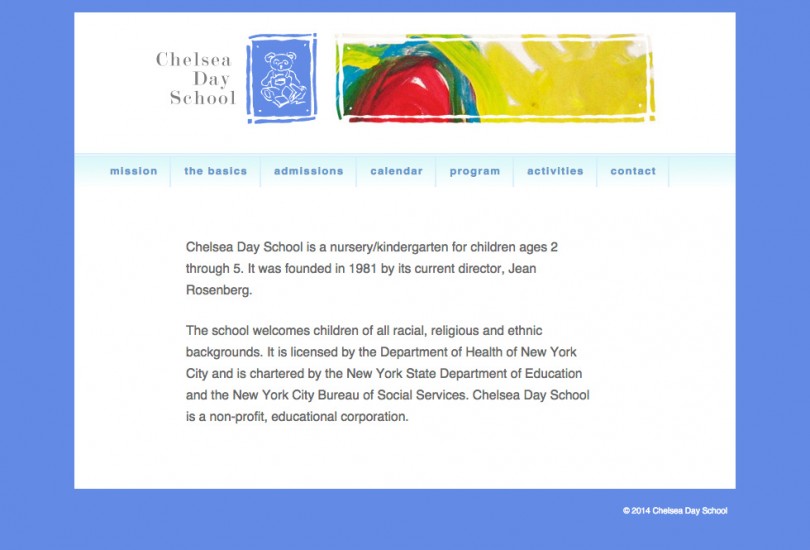 Chelsea
Day
School
mission
the basics
admissions
calendar
program
activities
contact
Chelsea Day School is a nursery/kindergarten for children ages 2
through 5. It was founded in 1981 by its current director, Jean
Rosenberg.
The school welcomes children of all racial, religious and ethnic
backgrounds. It is licensed by the Department of Health of New York
City and is chartered by the New York State Department of Education
and the New York City Bureau of Social Services. Chelsea Day School
is a non-profit, educational corporation.
© 2014 Chelsea Day School